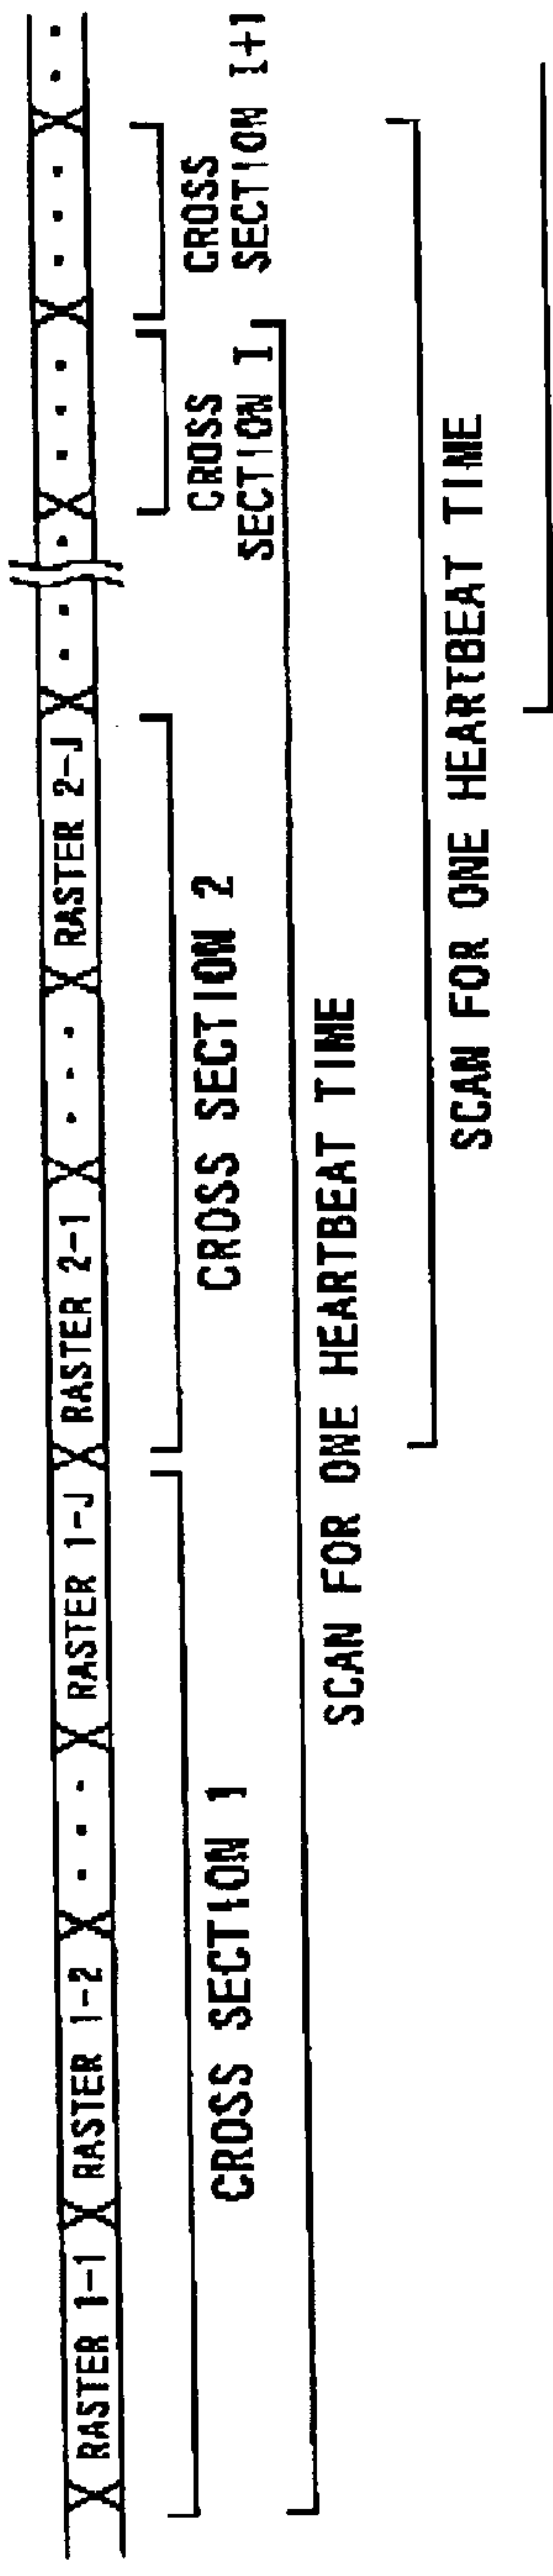 RASTER 1-1
RASTER 1-2
RASTER 1-J
RASTER 2-1
RASTER 2-J
CROSS SECTION 1
CROSS SECTION 2
CROSS
SECTION I
CROSS
SECTION I+1
SCAN FOR ONE HEARTBEAT TIME
SCAN FOR ONE HEARTBEAT TIME